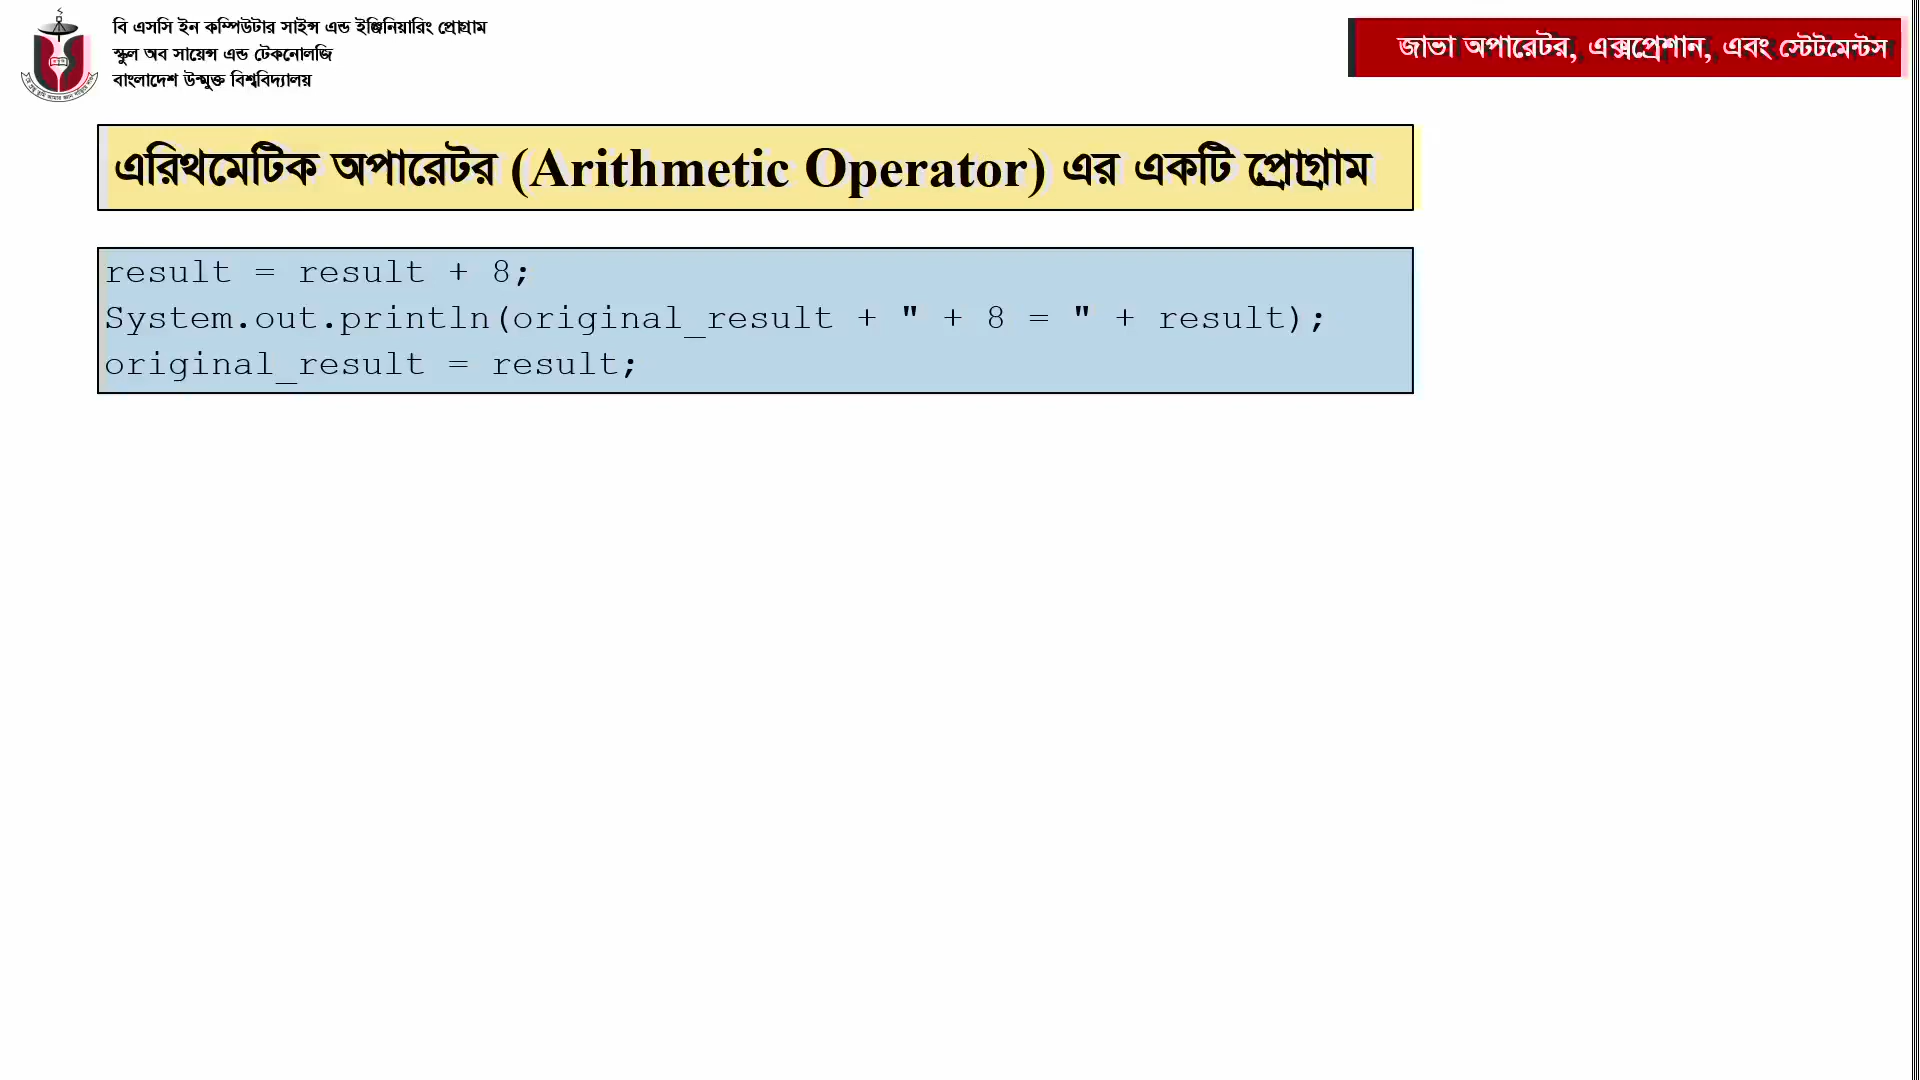 বি এসসি ইন কম্পিউটার সাইন্স এন্ড ইঞ্জিনিয়ারিং প্রোগ্রাম
স্কুল অব সায়েন্স এন্ড টেকনোলজি
বাংলাদেশ উন্মুক্ত বিশ্ববিদ্যালয়
জাভা অপারেটর, এক্সপ্রেশান, এবং স্টেটমেন্টস
এরিথমেটিক অপারেটর (Arithmetic Operator) এর একটি প্রোগ্রাম
result = result + 8;
System.out.println(original_result + " + 8 = " + result);
original_result = result;